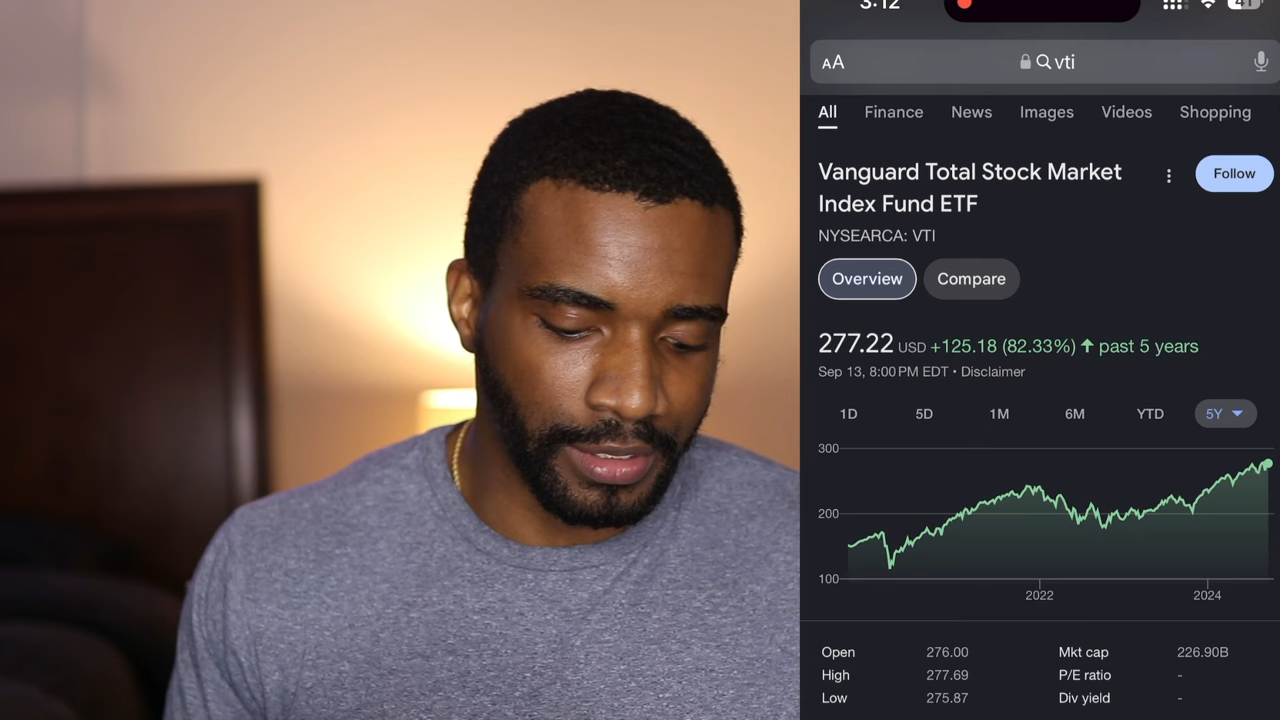 3:12
41
AA vti
All Finance News Images Videos Shopping
Vanguard Total Stock Market
Index Fund ETF
Follow
NYSEARCA: VTI
Overview Compare
277.22 USD +125.18 (82.33%) ↑ past 5 years
Sep 13, 8:00 PM EDT • Disclaimer
1D 5D 1M 6M YTD 5Y
300
200
100
2022 2024
Open 276.00 Mkt cap 226.90B
High 277.69 P/E ratio -
Low 275.87 Div yield -